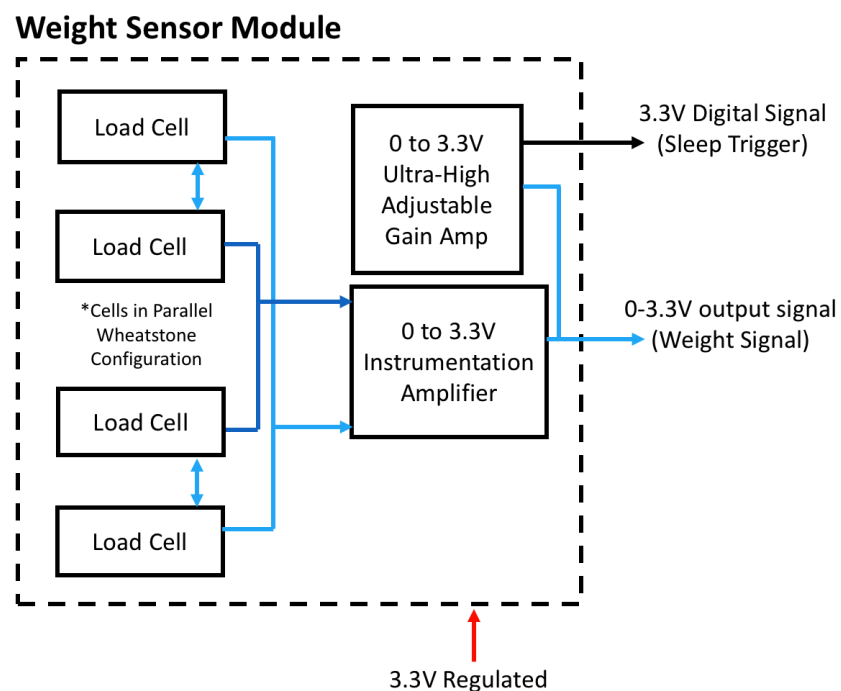 Weight Sensor Module
Load Cell
Load Cell
*Cells in Parallel
Wheatstone
Configuration
Load Cell
Load Cell
0 to 3.3V
Ultra-High
Adjustable
Gain Amp
0 to 3.3V
Instrumentation
Amplifier
3.3V Digital Signal
(Sleep Trigger)
0-3.3V output signal
(Weight Signal)
3.3V Regulated